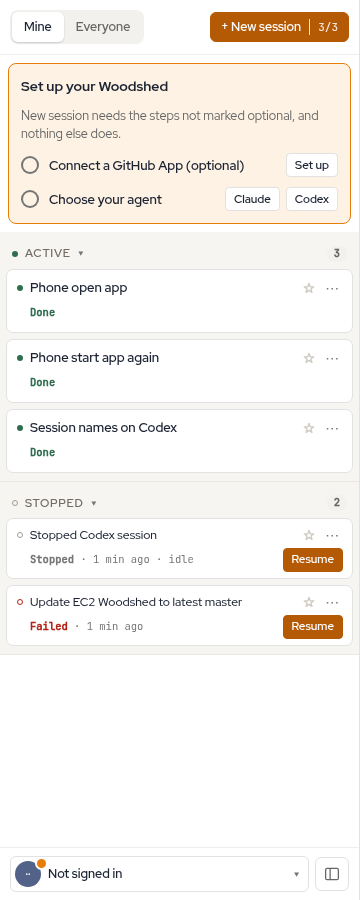 Mine Everyone + New session 3/3
Set up your Woodshed
New session needs the steps not marked optional, and
nothing else does.
Connect a GitHub App (optional) Set up
Choose your agent Claude Codex
ACTIVE 3
Phone open app
Done
Phone start app again
Done
Session names on Codex
Done
STOPPED 2
Stopped Codex session
Stopped · 1 min ago · idle Resume
Update EC2 Woodshed to latest master
Failed · 1 min ago Resume
Not signed in